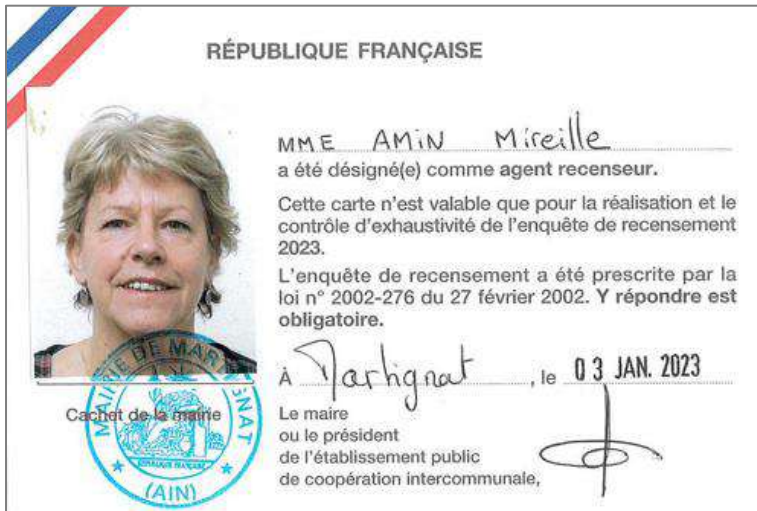 RÉPUBLIQUE FRANÇAISE
MME AMIN Mireille
a été désigné(e) comme agent recenseur.
Cette carte n'est valable que pour la réalisation et le
contrôle d'exhaustivité de l'enquête de recensement
2023.
L'enquête de recensement a été prescrite par la
loi n° 2002-276 du 27 février 2002. Y répondre est
obligatoire.
À Martignat, le 03 JAN. 2023
Cachet de la mairie
Le maire
ou le président
de l'établissement public
de coopération intercommunale,
MAIRIE DE MARTIGNAT
RÉPUBLIQUE FRANÇAISE
(AIN)